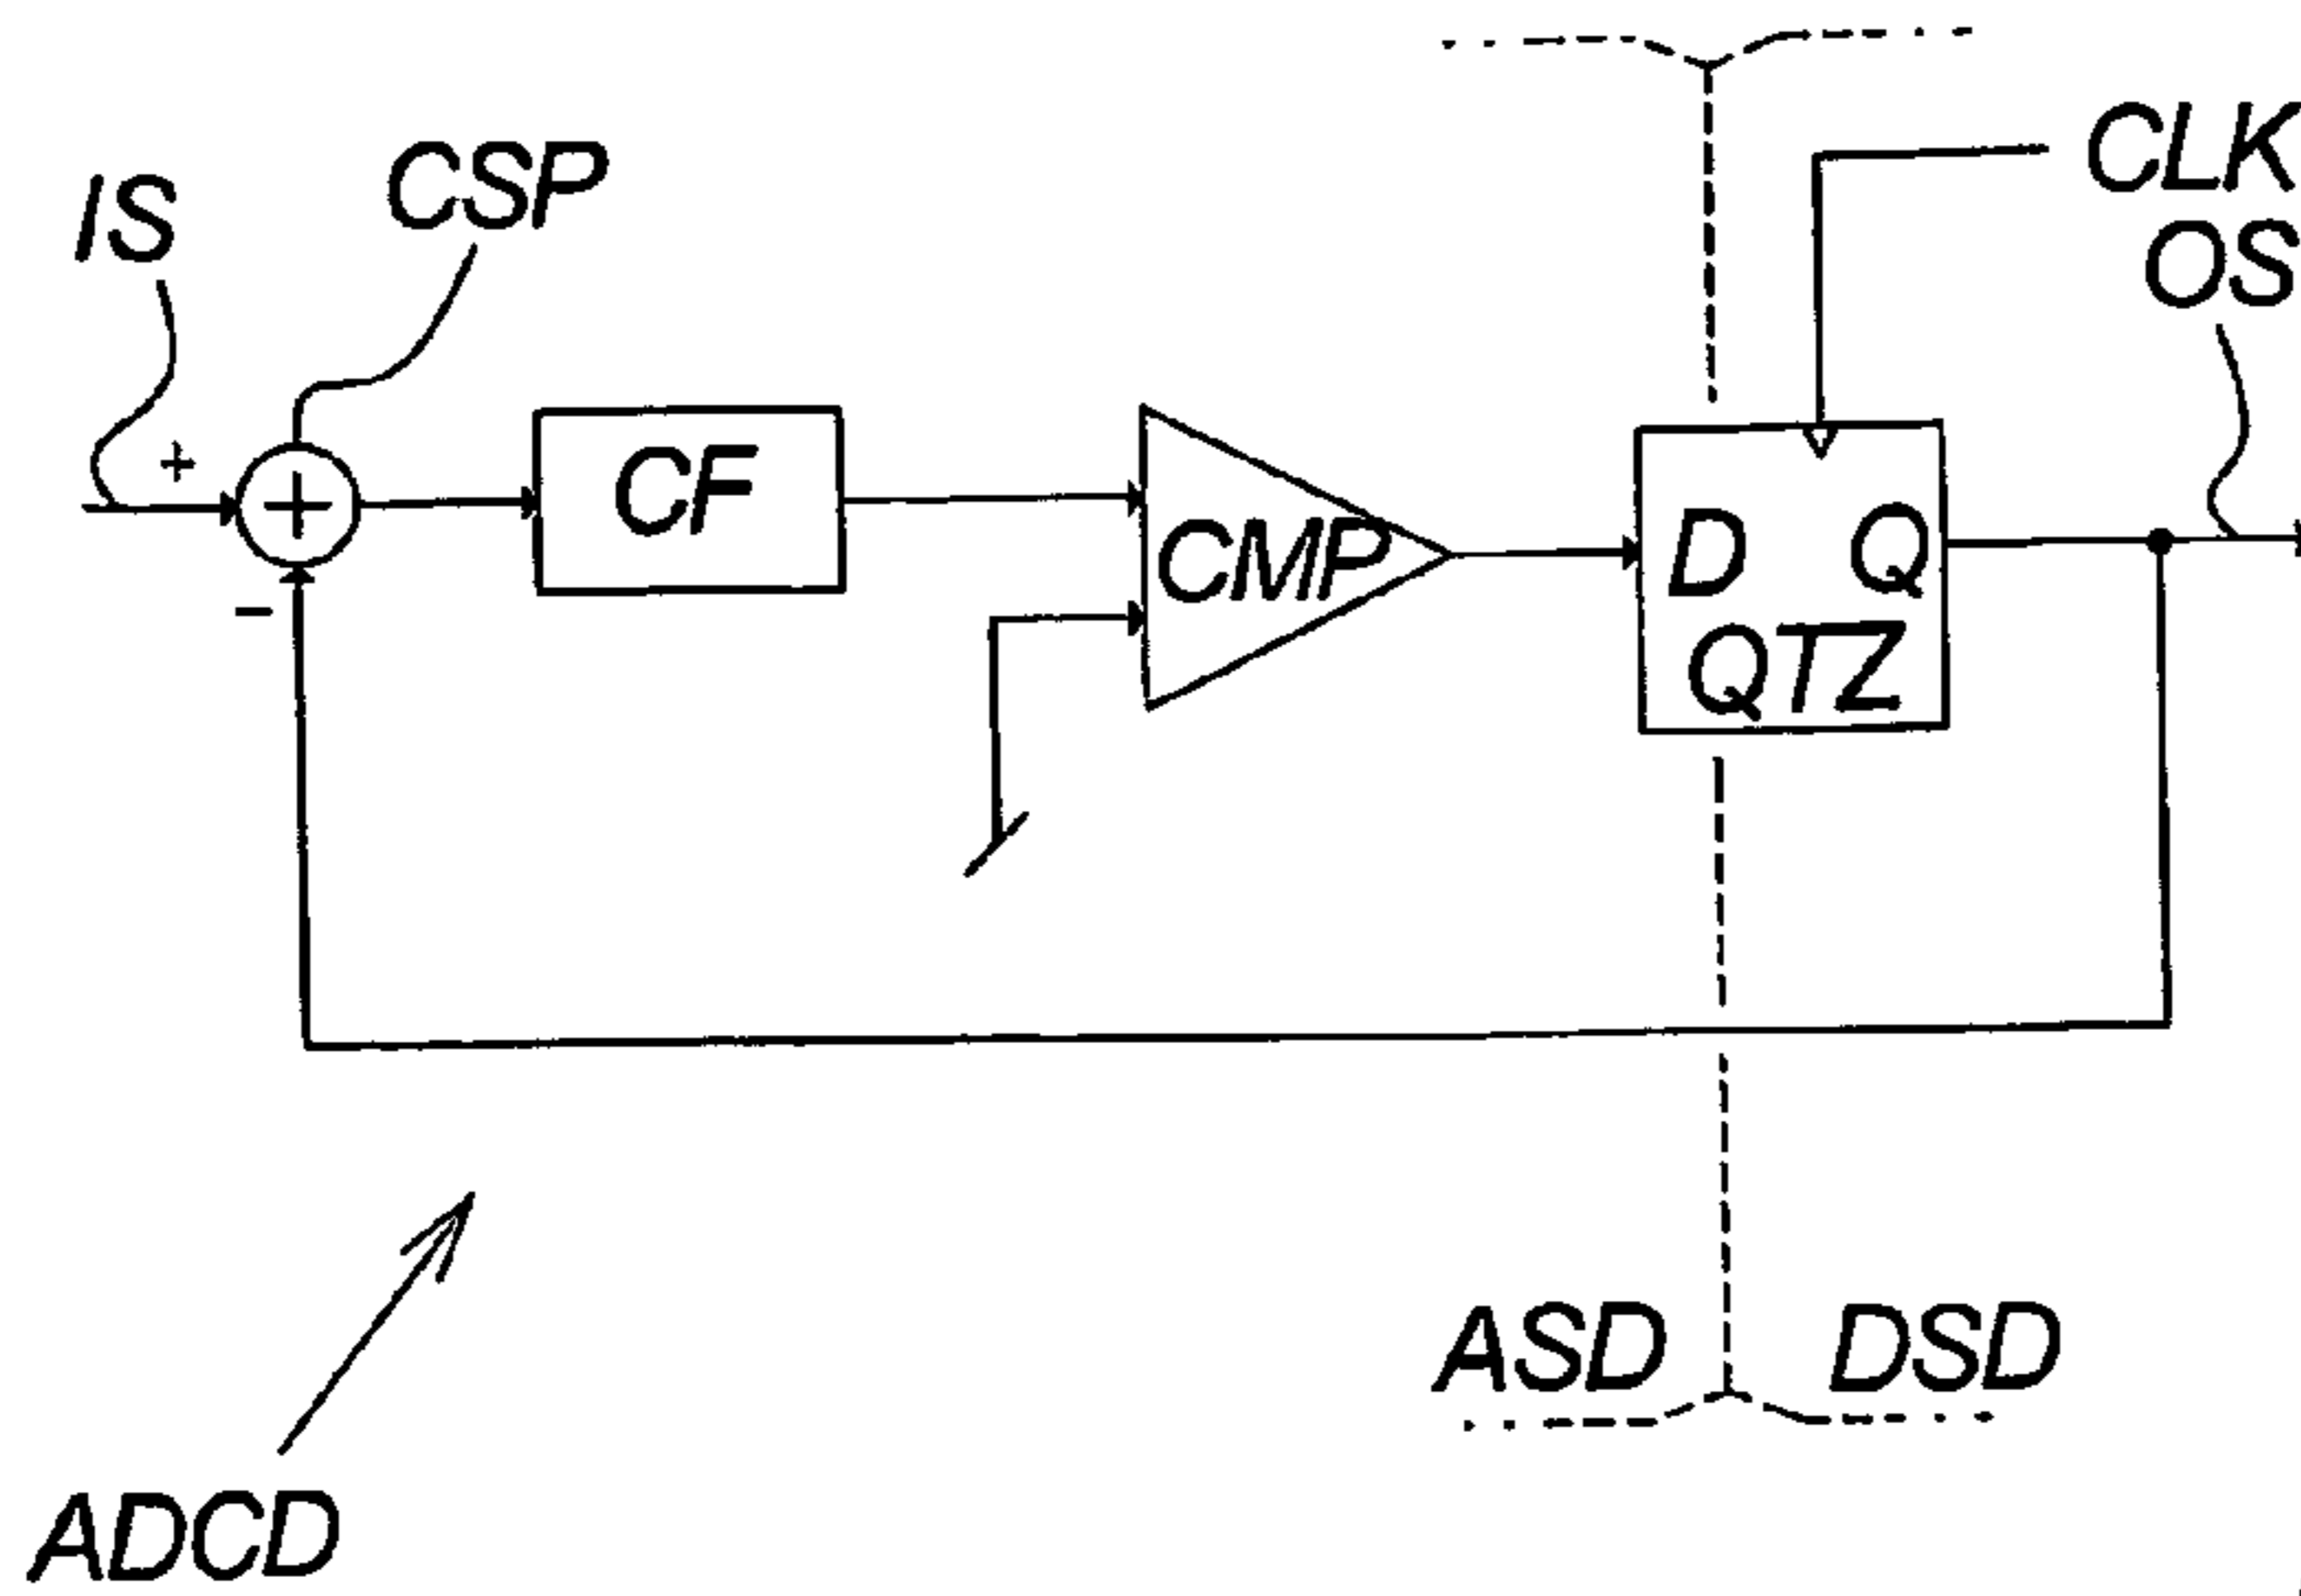 CLK
CSP
IS
OS
+
+
CF
CMP
D Q
QTZ
-
ASD DSD
ADCD